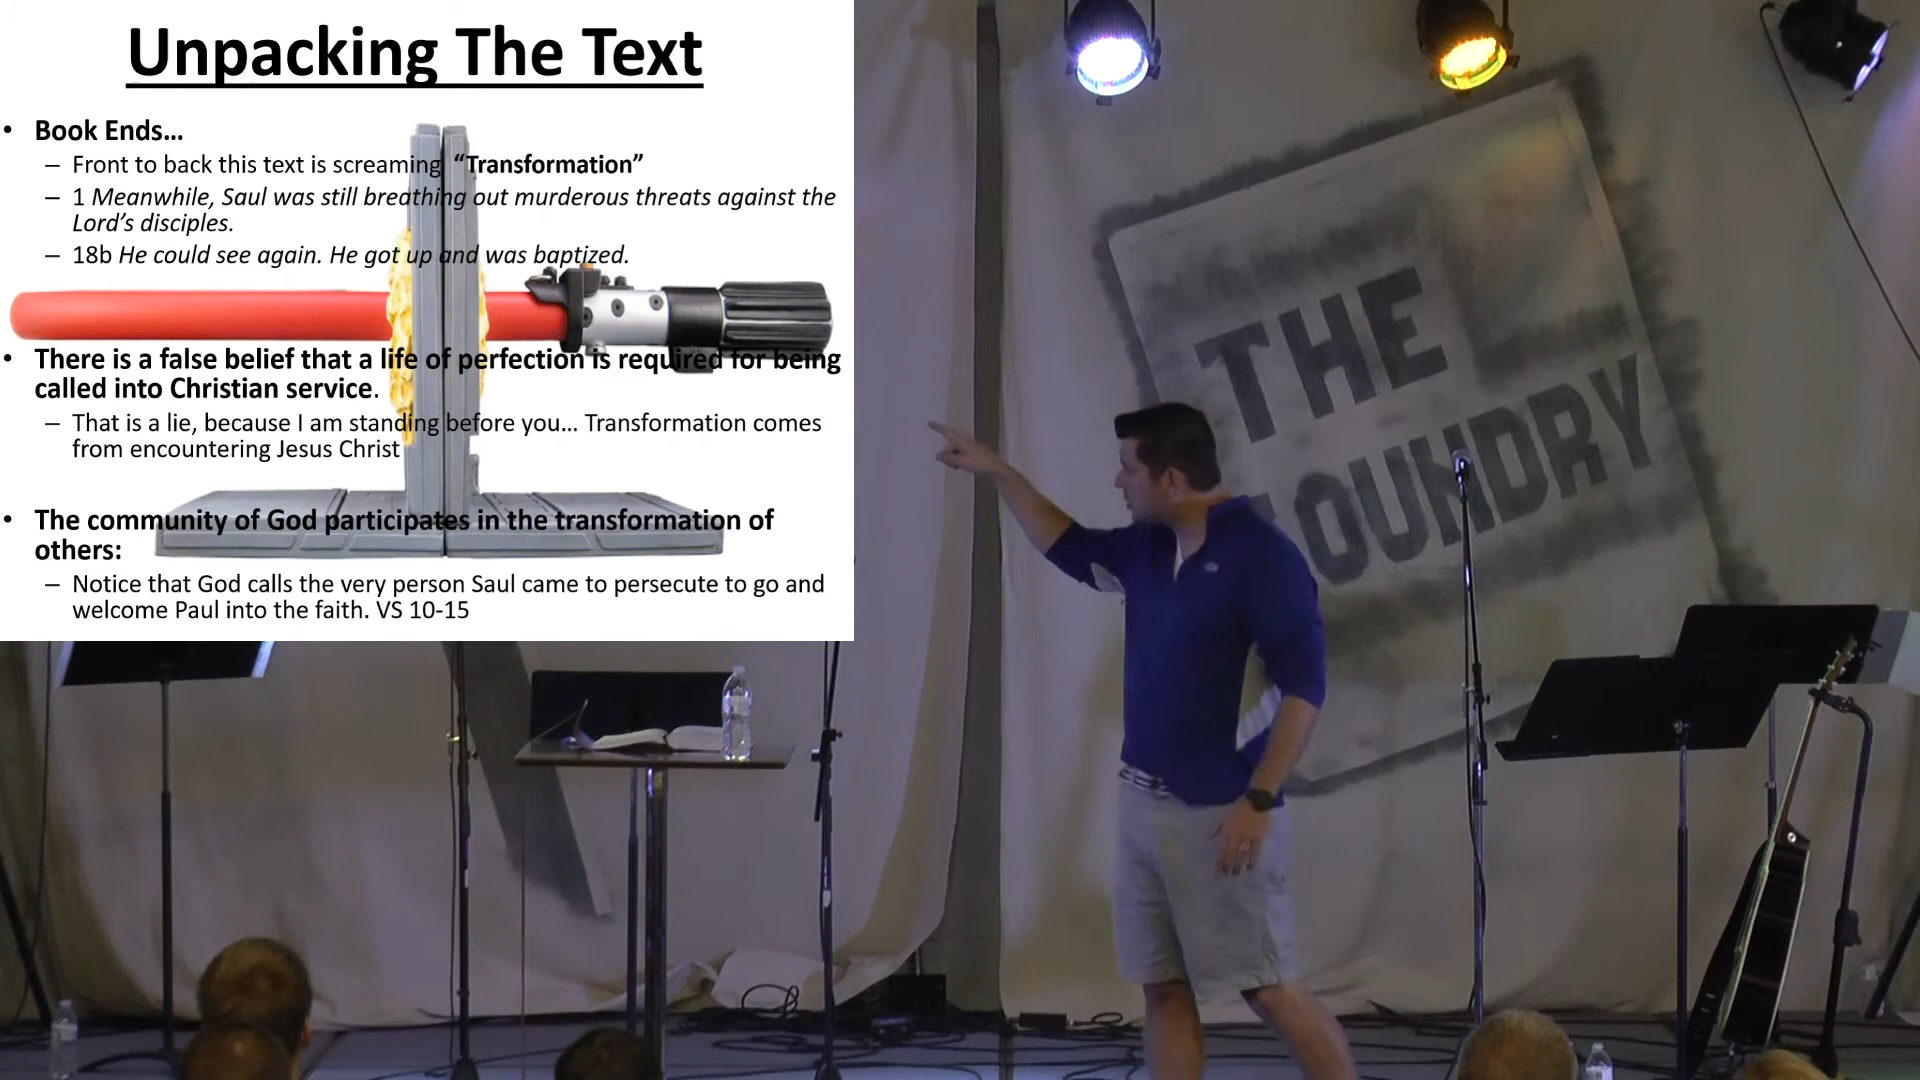 Unpacking The Text
• Book Ends…
– Front to back this text is screaming “Transformation”
– 1 Meanwhile, Saul was still breathing out murderous threats against the
Lord’s disciples.
– 18b He could see again. He got up and was baptized.
• There is a false belief that a life of perfection is required for being
called into Christian service.
– That is a lie, because I am standing before you… Transformation comes
from encountering Jesus Christ
• The community of God participates in the transformation of
others:
– Notice that God calls the very person Saul came to persecute to go and
welcome Paul into the faith. VS 10-15
THE
OUNDRY